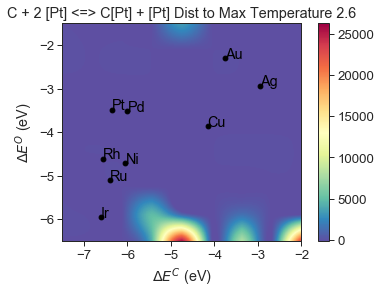 C + 2 [Pt] <=> C[Pt] + [Pt] Dist to Max Temperature 2.6
−2
−3
−4
−5
−6
ΔE^O (eV)
Au
Ag
Pt
Pd
Cu
Rh
Ni
Ru
Ir
−7
−6
−5
−4
−3
−2
ΔE^C (eV)
25000
20000
15000
10000
5000
0